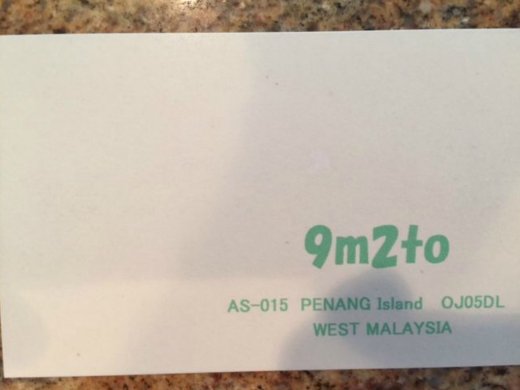 9m2to
AS-015 PENANG Island OJ05DL
WEST MALAYSIA